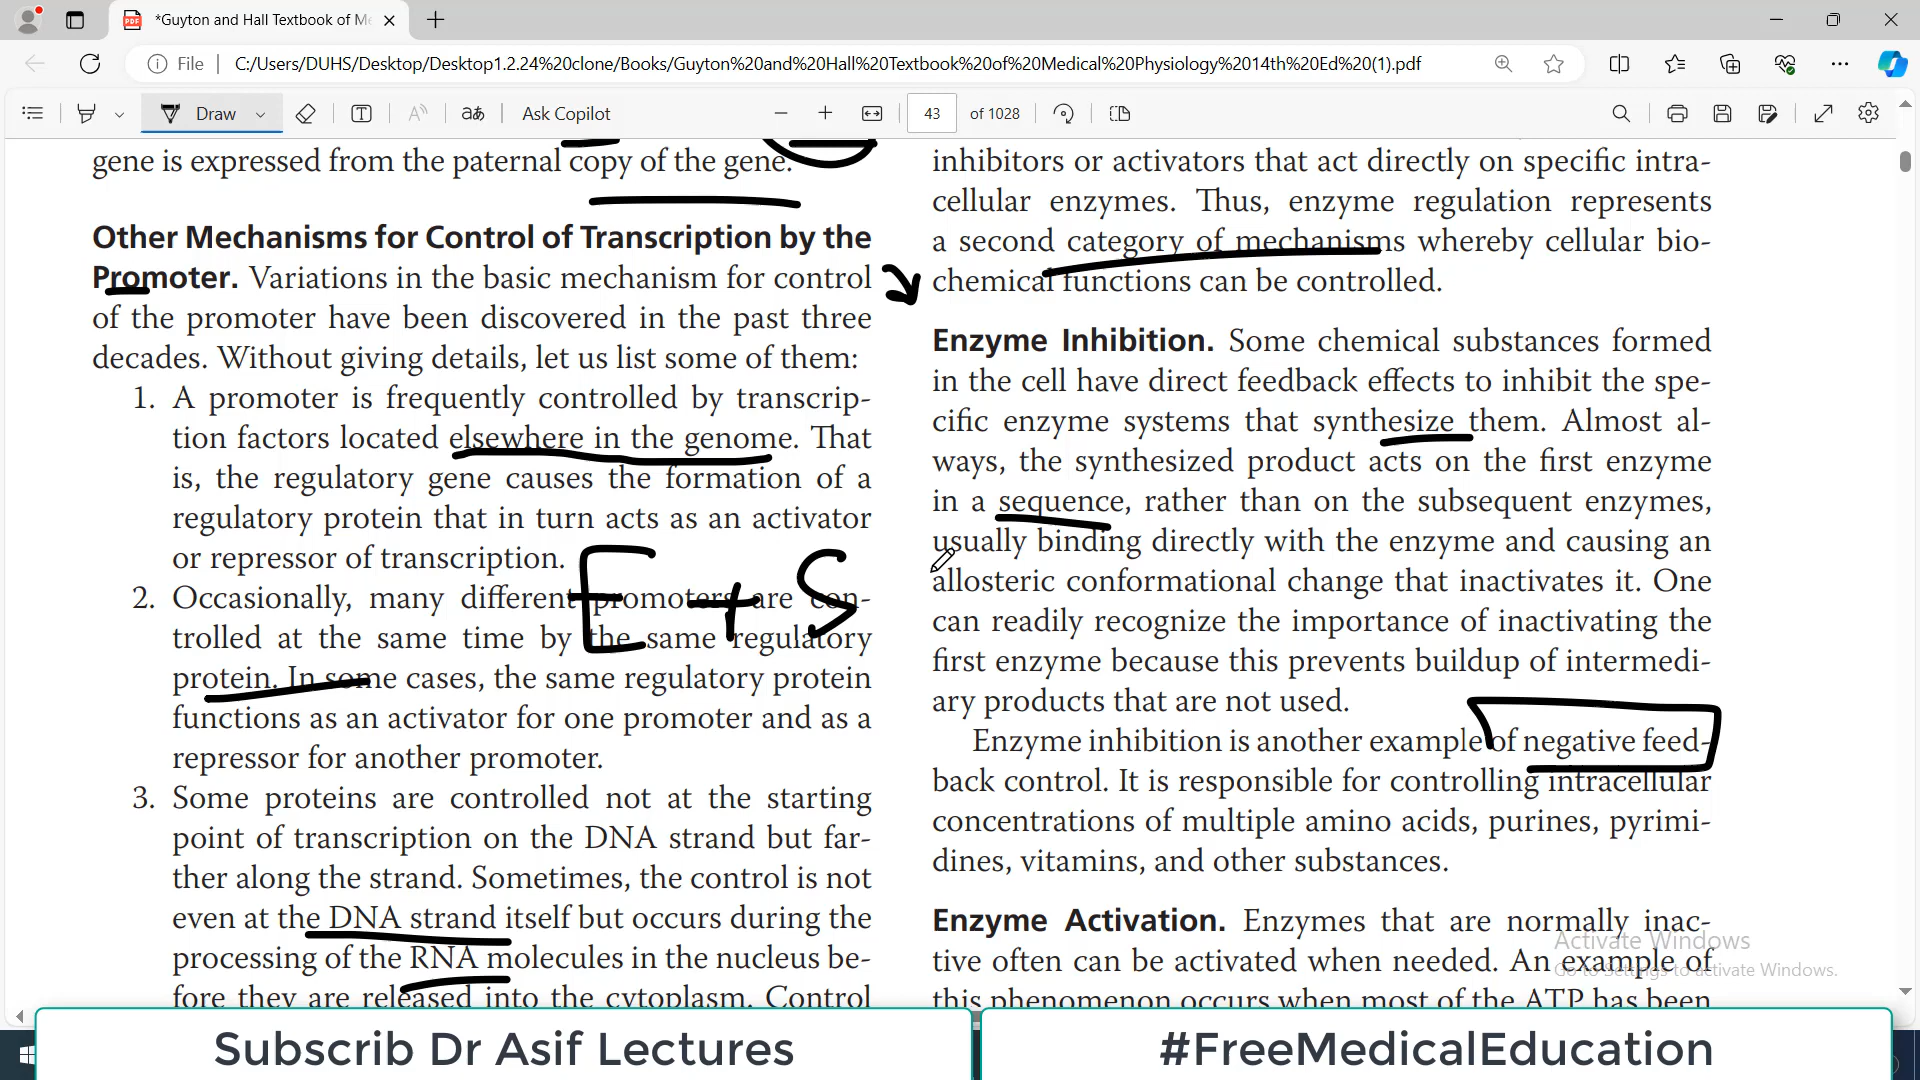 *Guyton and Hall Textbook of Me
File
C:/Users/DUHS/Desktop/Desktop1.2.24%20clone/Books/Guyton%20and%20Hall%20Textbook%20of%20Medical%20Physiology%2014th%20Ed%20(1).pdf
Draw
Ask Copilot
43 of 1028
gene is expressed from the paternal copy of the gene.
Other Mechanisms for Control of Transcription by the
Promoter. Variations in the basic mechanism for control
of the promoter have been discovered in the past three
decades. Without giving details, let us list some of them:
1. A promoter is frequently controlled by transcrip-
tion factors located elsewhere in the genome. That
is, the regulatory gene causes the formation of a
regulatory protein that in turn acts as an activator
or repressor of transcription.
2. Occasionally, many different promoters are con-
trolled at the same time by the same regulatory
protein. In some cases, the same regulatory protein
functions as an activator for one promoter and as a
repressor for another promoter.
3. Some proteins are controlled not at the starting
point of transcription on the DNA strand but far-
ther along the strand. Sometimes, the control is not
even at the DNA strand itself but occurs during the
processing of the RNA molecules in the nucleus be-
fore they are released into the cytoplasm. Control
E + S
inhibitors or activators that act directly on specific intra-
cellular enzymes. Thus, enzyme regulation represents
a second category of mechanisms whereby cellular bio-
chemical functions can be controlled.
Enzyme Inhibition. Some chemical substances formed
in the cell have direct feedback effects to inhibit the spe-
cific enzyme systems that synthesize them. Almost al-
ways, the synthesized product acts on the first enzyme
in a sequence, rather than on the subsequent enzymes,
usually binding directly with the enzyme and causing an
allosteric conformational change that inactivates it. One
can readily recognize the importance of inactivating the
first enzyme because this prevents buildup of intermedi-
ary products that are not used.
Enzyme inhibition is another example of negative feed-
back control. It is responsible for controlling intracellular
concentrations of multiple amino acids, purines, pyrimi-
dines, vitamins, and other substances.
Enzyme Activation. Enzymes that are normally inac-
tive often can be activated when needed. An example of
this phenomenon occurs when most of the ATP has been
Activate Windows
Go to Settings to activate Windows.
Subscrib Dr Asif Lectures
#FreeMedicalEducation